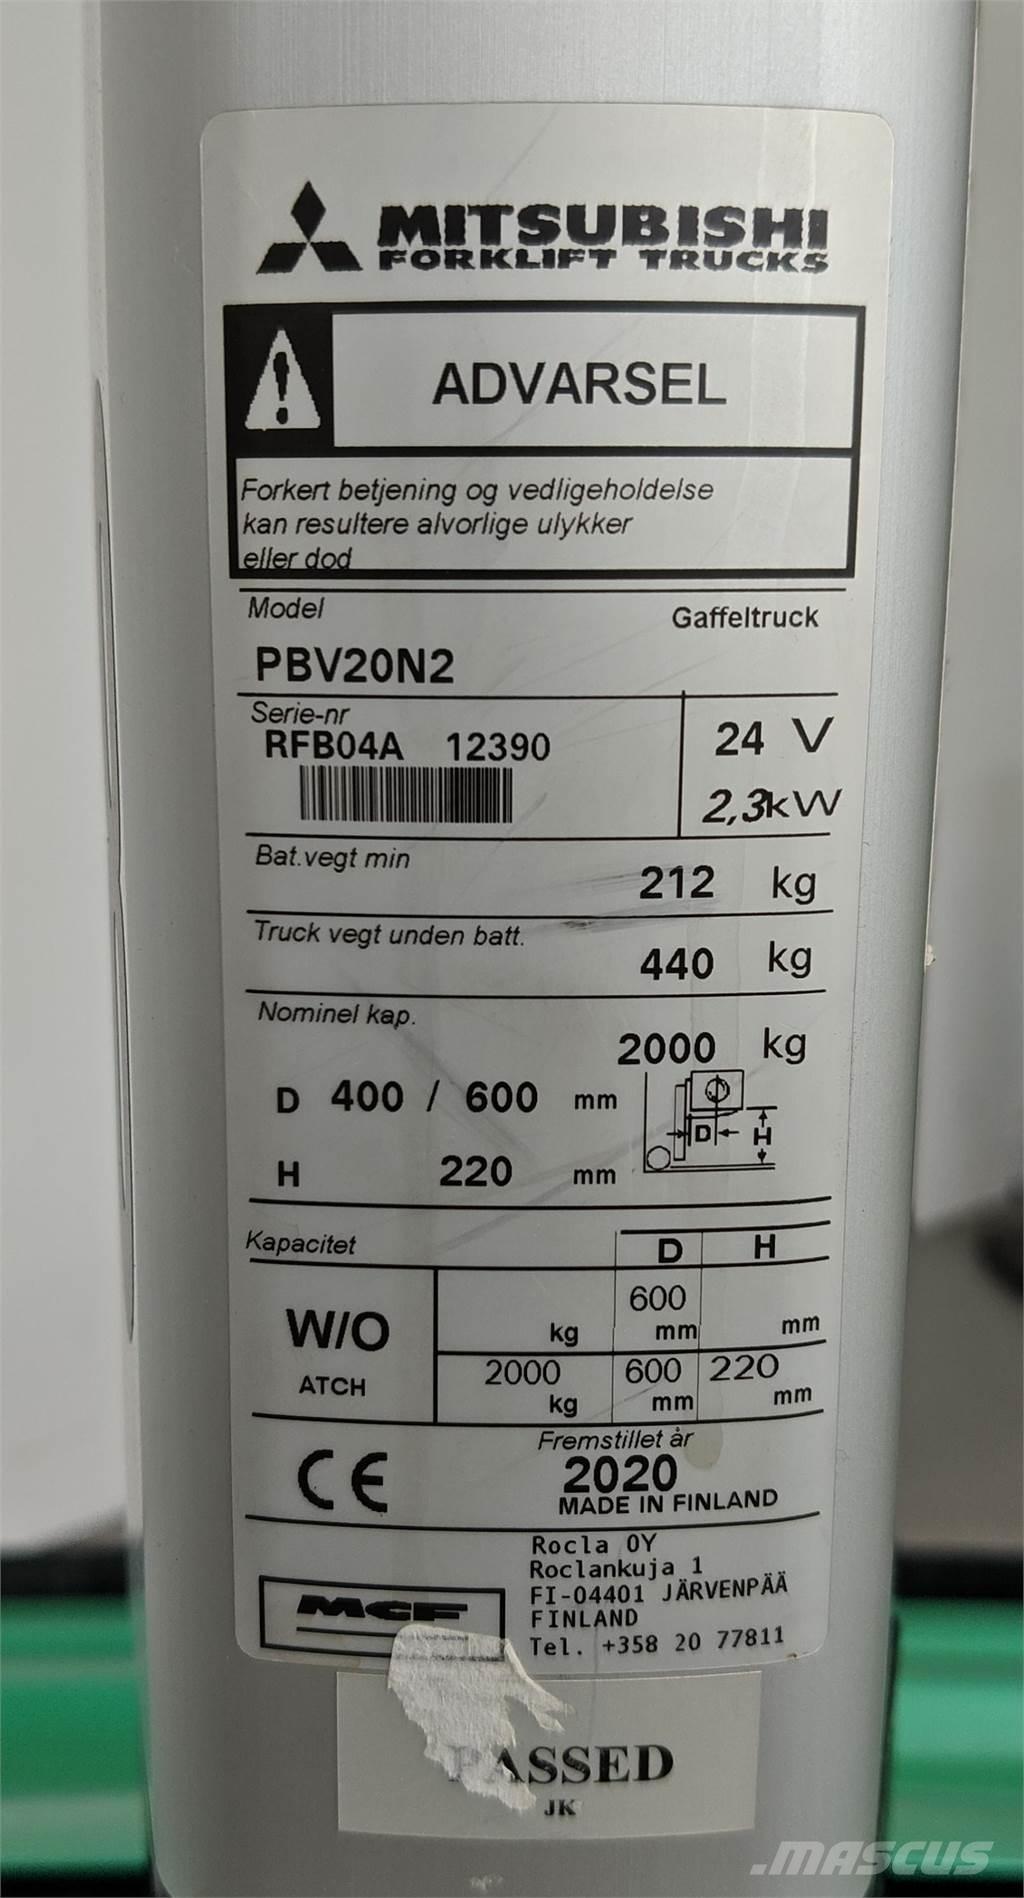 MITSUBISHI
FORKLIFT TRUCKS
ADVARSEL
Forkert betjening og vedligeholdelse
kan resultere alvorlige ulykker
eller dod
Model
Gaffeltruck
PBV20N2
Serie-nr
RFB04A 12390
24 V
2,3kW
Bat.vegt min
212 kg
Truck vegt unden batt.
440 kg
Nominel kap.
2000 kg
D 400 / 600 mm
D
H
H 220 mm
Kapacitet
D H
W/O
ATCH
600
kg mm mm
2000 600 220
kg mm mm
CE
Fremstillet år
2020
MADE IN FINLAND
Rocla OY
Roclankuja 1
FI-04401 JÄRVENPÄÄ
FINLAND
Tel. +358 20 77811
MCF
PASSED
JK
.MASCUS